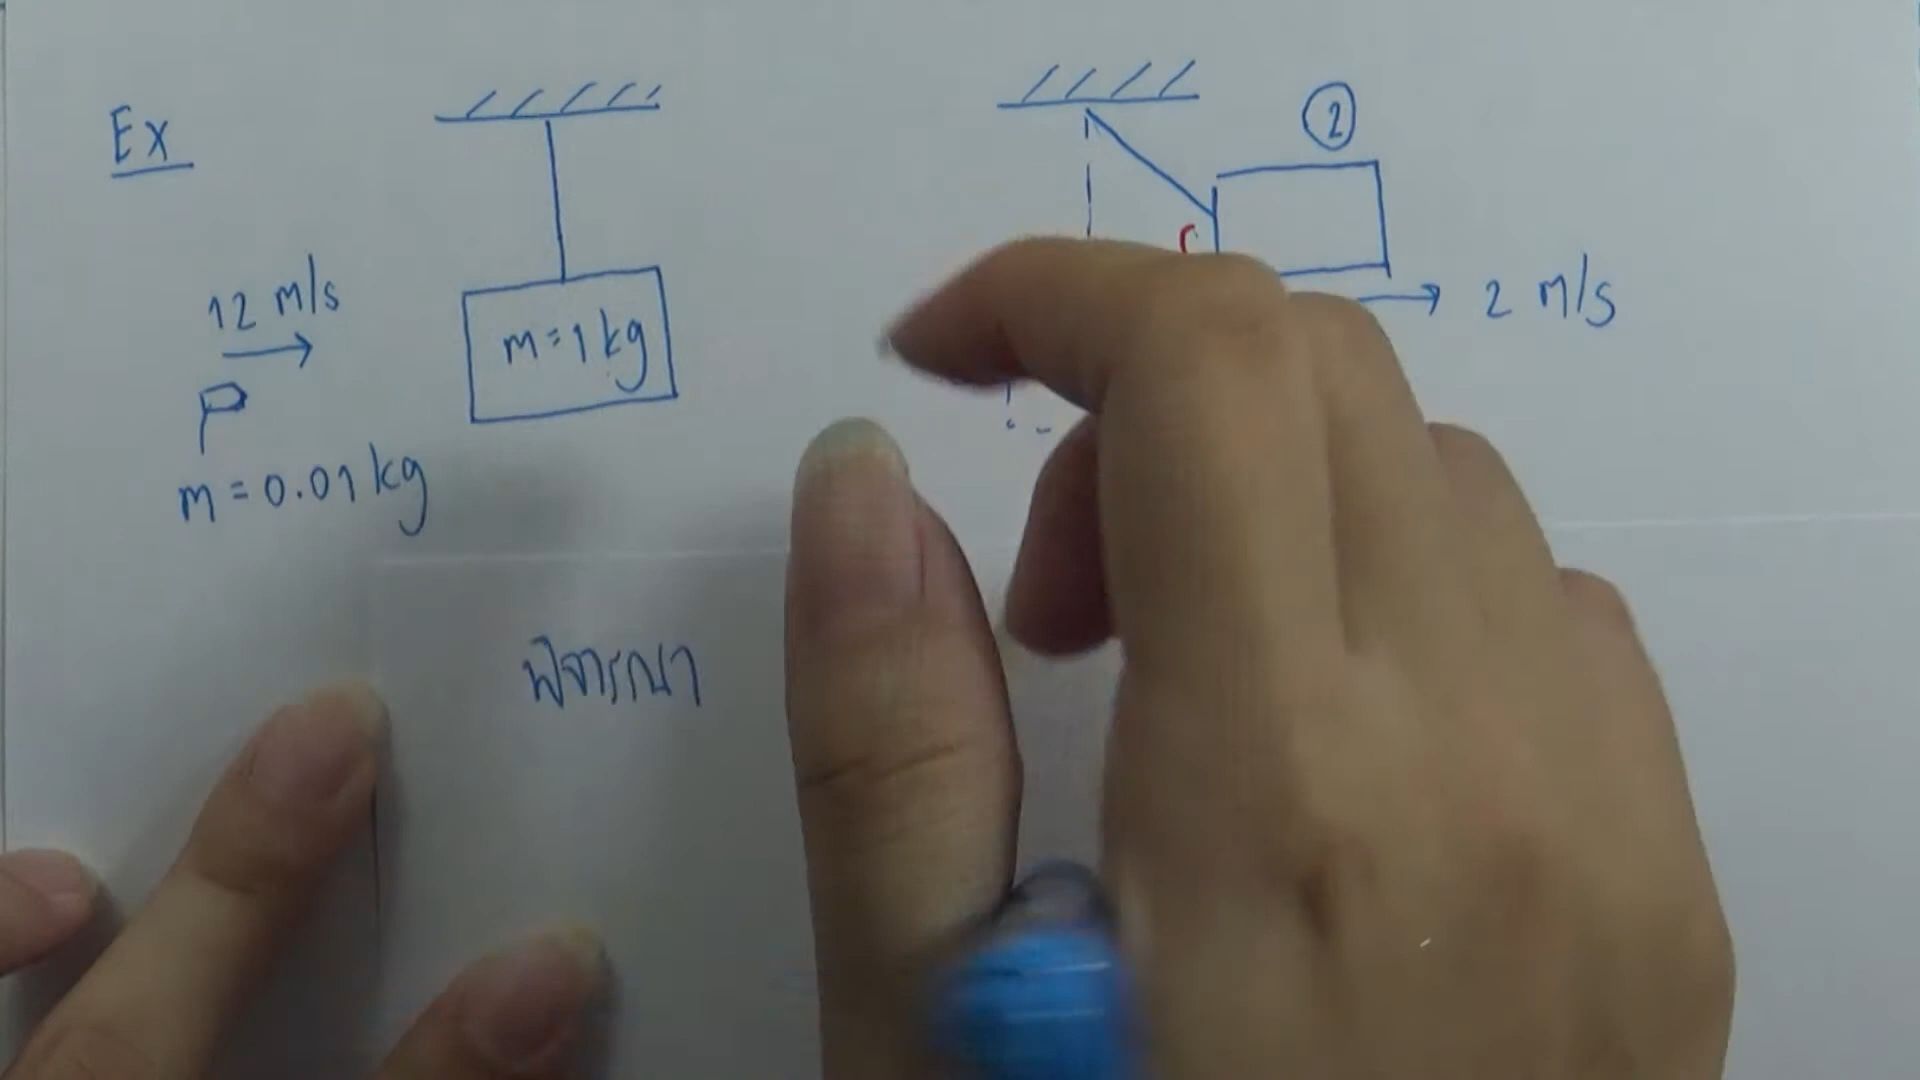 Ex
12 m/s
m = 0.01 kg
m = 1 kg
2
2 m/s
พิจารณา